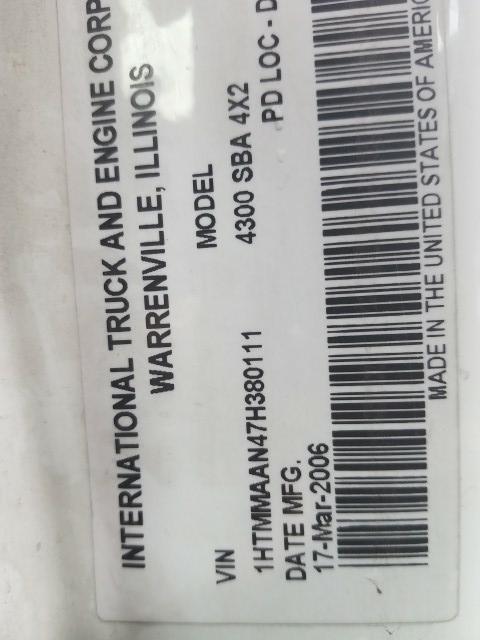 INTERNATIONAL TRUCK AND ENGINE CORP
WARRENVILLE, ILLINOIS
VIN MODEL
1HTMMAAN47H380111 4300 SBA 4X2
DATE MFG. PD LOC - D
17-Mar-2006
MADE IN THE UNITED STATES OF AMERIC